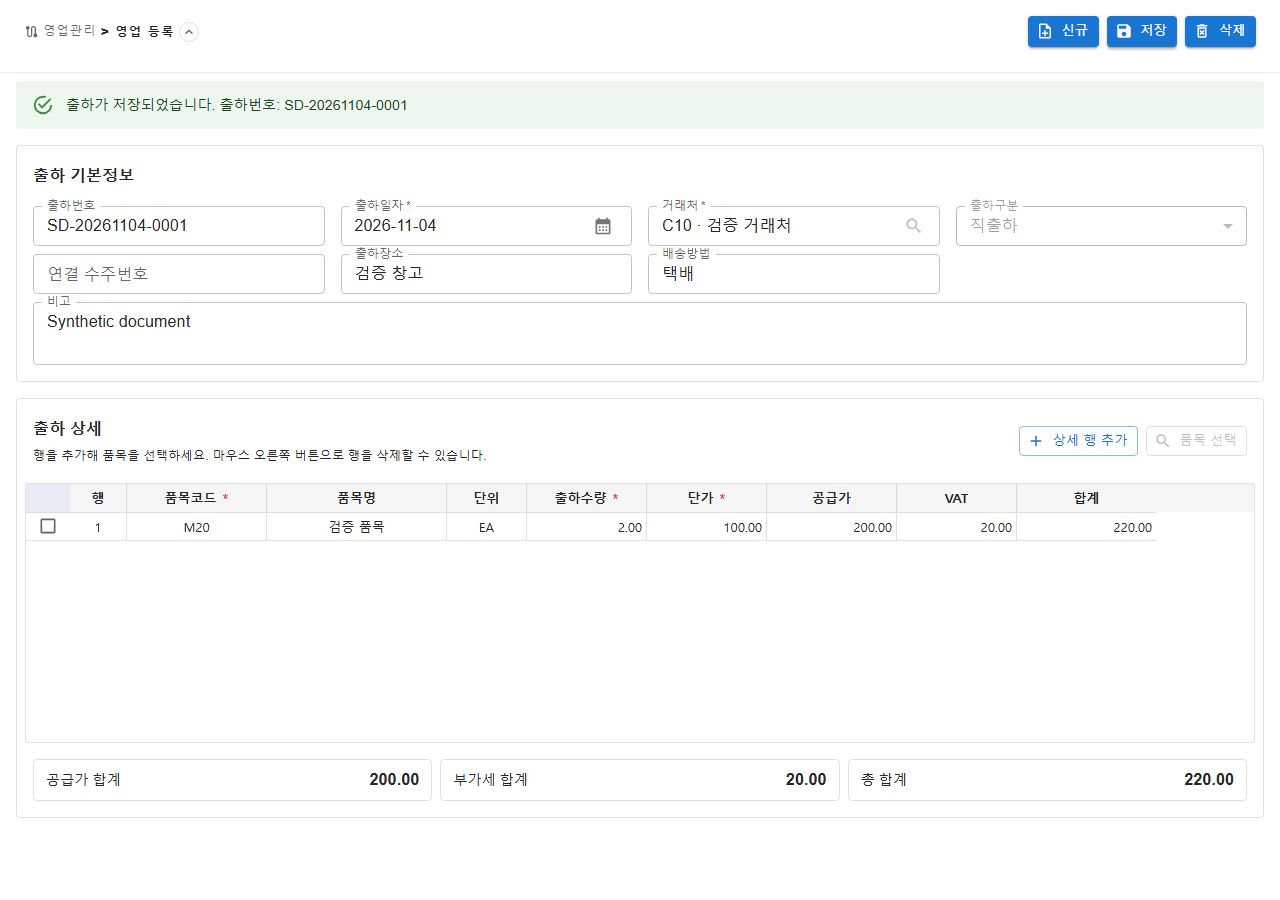 영업관리 > 영업 등록
신규 저장 삭제
출하가 저장되었습니다. 출하번호: SD-20261104-0001
출하 기본정보
출하번호 출하일자 * 거래처 * 출하구분
SD-20261104-0001 2026-11-04 C10 · 검증 거래처 직출하
출하장소 배송방법
연결 수주번호 검증 창고 택배
비고
Synthetic document
출하 상세
행을 추가해 품목을 선택하세요. 마우스 오른쪽 버튼으로 행을 삭제할 수 있습니다.
상세 행 추가 품목 선택
행 품목코드 * 품목명 단위 출하수량 * 단가 * 공급가 VAT 합계
1 M20 검증 품목 EA 2.00 100.00 200.00 20.00 220.00
공급가 합계 200.00 부가세 합계 20.00 총 합계 220.00